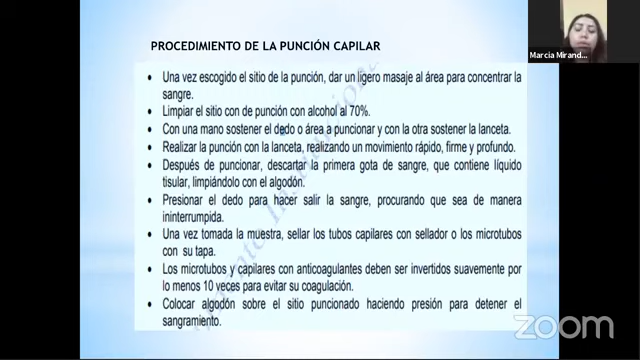 PROCEDIMIENTO DE LA PUNCIÓN CAPILAR
Marcia Mirand...
• Una vez escogido el sitio de la punción, dar un ligero masaje al área para concentrar la
sangre.
• Limpiar el sitio con de punción con alcohol al 70%.
• Con una mano sostener el dedo o área a puncionar y con la otra sostener la lanceta.
• Realizar la punción con la lanceta, realizando un movimiento rápido, firme y profundo.
• Después de puncionar, descartar la primera gota de sangre, que contiene líquido
tisular, limpiándolo con el algodón.
• Presionar el dedo para hacer salir la sangre, procurando que sea de manera
ininterrumpida.
• Una vez tomada la muestra, sellar los tubos capilares con sellador o los microtubos
con su tapa.
• Los microtubos y capilares con anticoagulantes deben ser invertidos suavemente por
lo menos 10 veces para evitar su coagulación.
• Colocar algodón sobre el sitio puncionado haciendo presión para detener el
sangramiento.
zoom